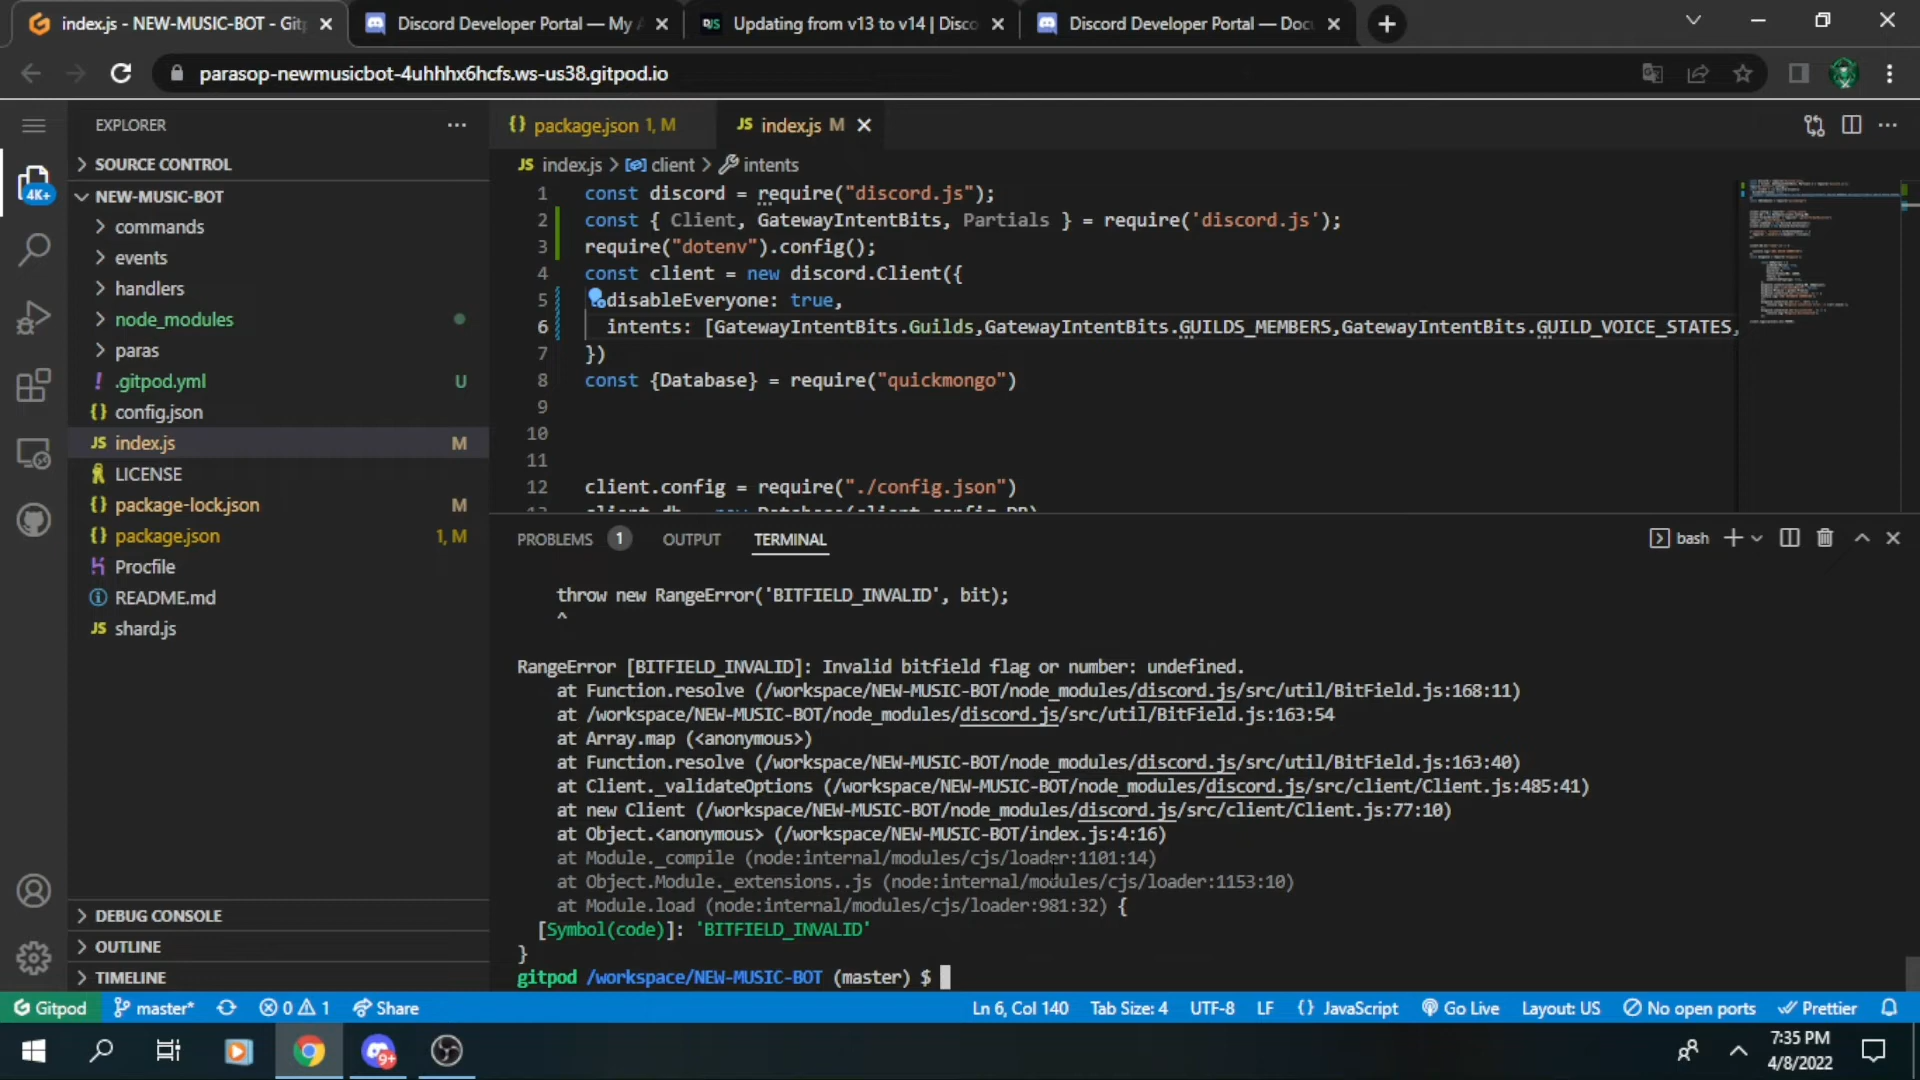 index.js - NEW-MUSIC-BOT - Git
Discord Developer Portal — My A
Updating from v13 to v14 | Disco
Discord Developer Portal — Doc
parasop-newmusicbot-4uhhhx6hcfs.ws-us38.gitpod.io
EXPLORER
SOURCE CONTROL
NEW-MUSIC-BOT
commands
events
handlers
node_modules
paras
! .gitpod.yml U
{} config.json
JS index.js M
LICENSE
{} package-lock.json M
{} package.json 1, M
Procfile
README.md
JS shard.js
DEBUG CONSOLE
OUTLINE
TIMELINE
4K+
{} package.json 1, M
JS index.js M
JS index.js > client > intents
1 const discord = require("discord.js");
2 const { Client, GatewayIntentBits, Partials } = require('discord.js');
3 require("dotenv").config();
4 const client = new discord.Client({
5 disableEveryone: true,
6 intents: [GatewayIntentBits.Guilds,GatewayIntentBits.GUILDS_MEMBERS,GatewayIntentBits.GUILD_VOICE_STATES,
7 })
8 const {Database} = require("quickmongo")
9
10
11
12 client.config = require("./config.json")
13 client.db = new Database(client.config.DB)
PROBLEMS 1 OUTPUT TERMINAL
bash
throw new RangeError('BITFIELD_INVALID', bit);
^
RangeError [BITFIELD_INVALID]: Invalid bitfield flag or number: undefined.
at Function.resolve (/workspace/NEW-MUSIC-BOT/node_modules/discord.js/src/util/BitField.js:168:11)
at /workspace/NEW-MUSIC-BOT/node_modules/discord.js/src/util/BitField.js:163:54
at Array.map (<anonymous>)
at Function.resolve (/workspace/NEW-MUSIC-BOT/node_modules/discord.js/src/util/BitField.js:163:40)
at Client._validateOptions (/workspace/NEW-MUSIC-BOT/node_modules/discord.js/src/client/Client.js:485:41)
at new Client (/workspace/NEW-MUSIC-BOT/node_modules/discord.js/src/client/Client.js:77:10)
at Object.<anonymous> (/workspace/NEW-MUSIC-BOT/index.js:4:16)
at Module._compile (node:internal/modules/cjs/loader:1101:14)
at Object.Module._extensions..js (node:internal/modules/cjs/loader:1153:10)
at Module.load (node:internal/modules/cjs/loader:981:32) {
[Symbol(code)]: 'BITFIELD_INVALID'
}
gitpod /workspace/NEW-MUSIC-BOT (master) $
Gitpod master* 0 1 Share
Ln 6, Col 140 Tab Size: 4 UTF-8 LF {} JavaScript Go Live Layout: US No open ports Prettier
9+
7:35 PM
4/8/2022